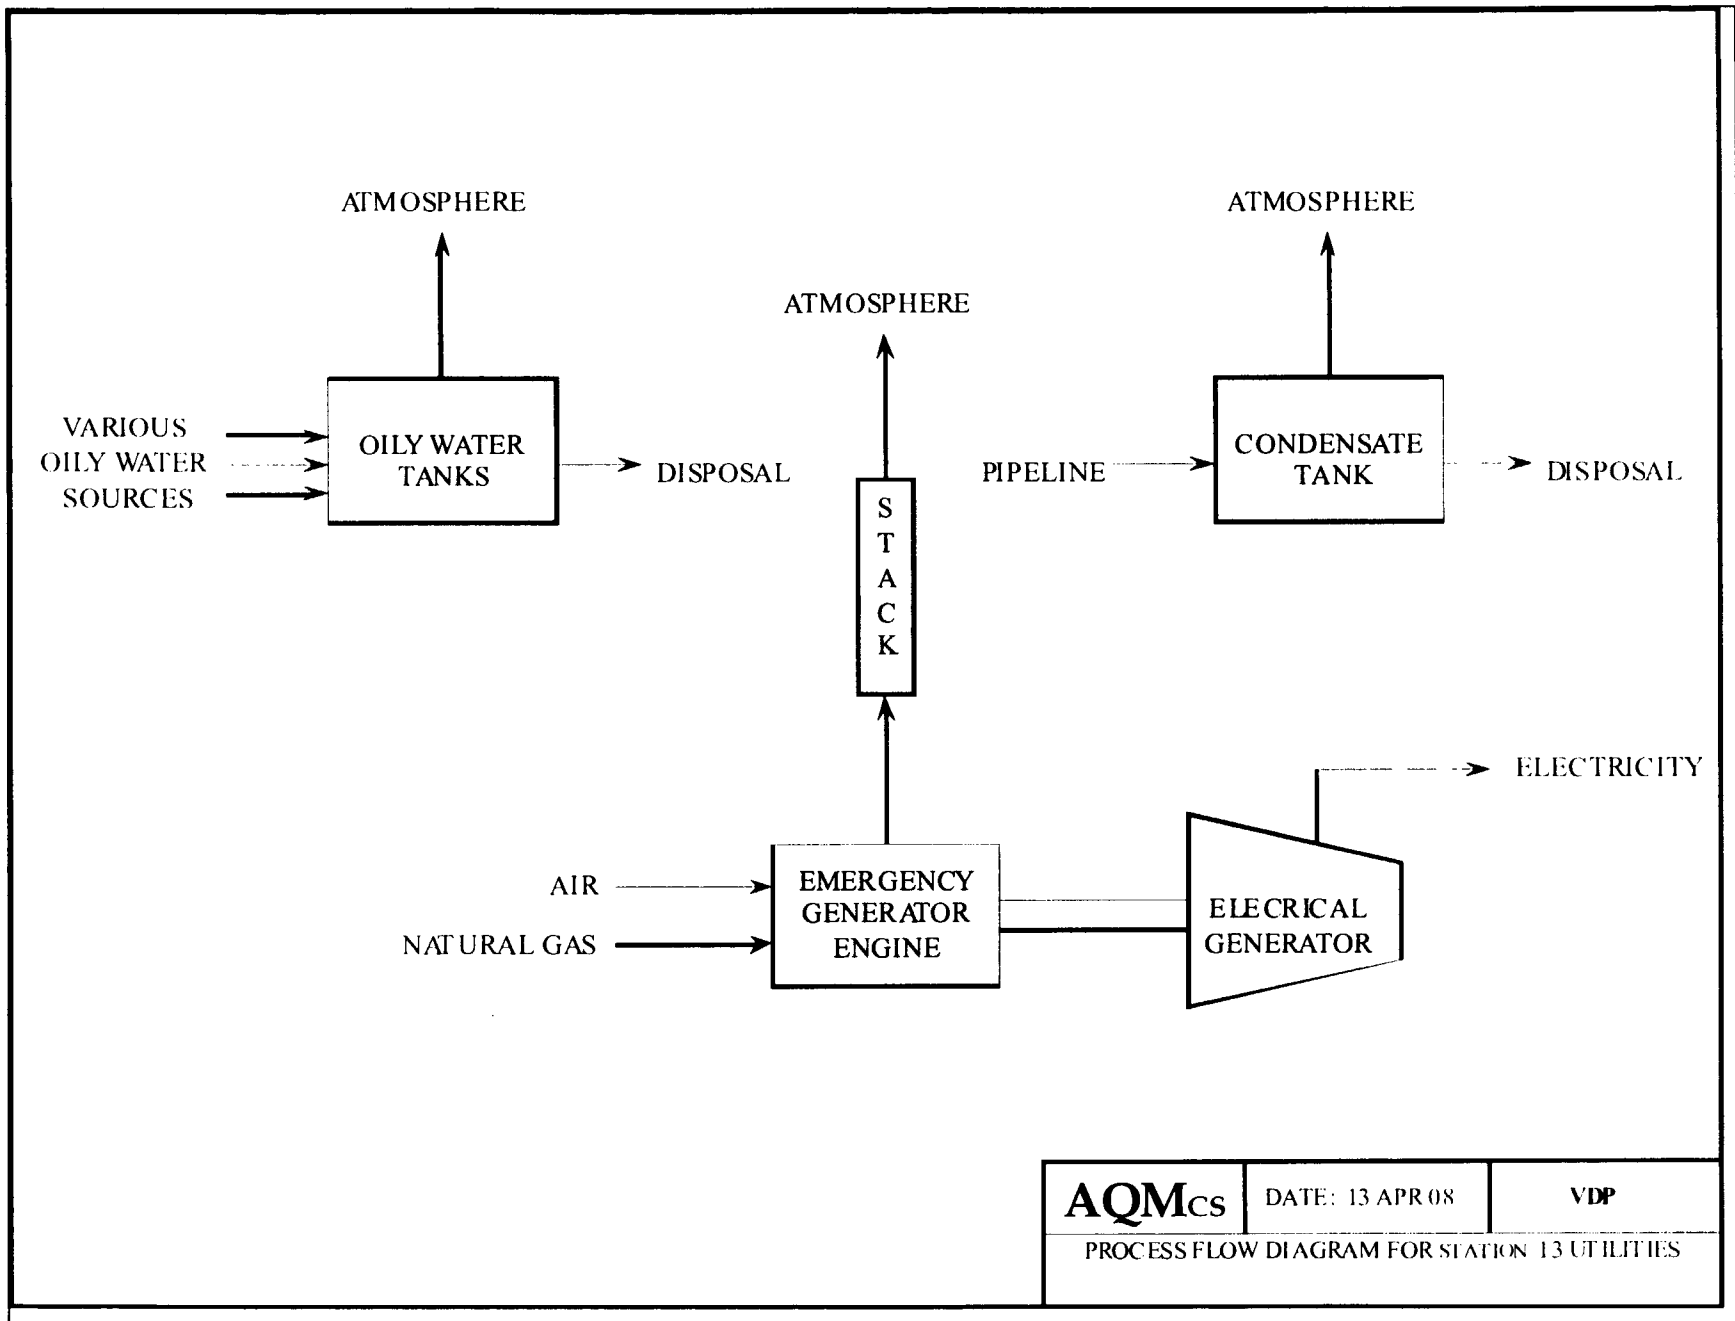 ATMOSPHERE
ATMOSPHERE
ATMOSPHERE
VARIOUS
OILY WATER
SOURCES
OILY WATER
TANKS
DISPOSAL
PIPELINE
CONDENSATE
TANK
DISPOSAL
S
T
A
C
K
ELECTRICITY
AIR
NATURAL GAS
EMERGENCY
GENERATOR
ENGINE
ELECRICAL
GENERATOR
AQMCS
DATE: 13 APR 08
VDP
PROCESS FLOW DIAGRAM FOR STATION 13 UTILITIES